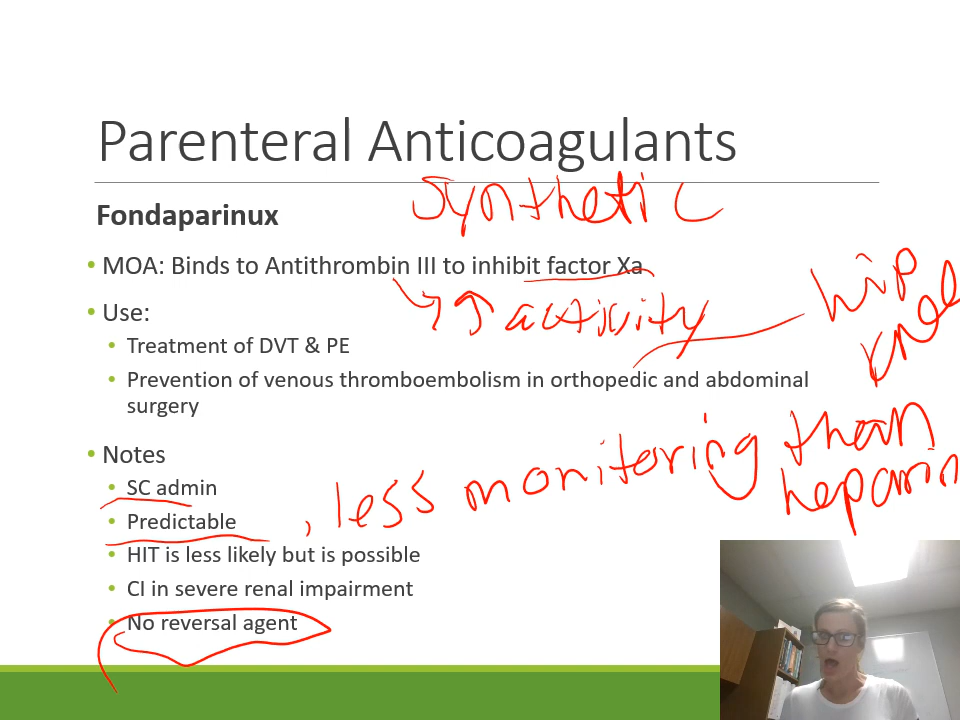 Parenteral Anticoagulants
Synthetic
Fondaparinux
• MOA: Binds to Antithrombin III to inhibit factor Xa
↑ activity
hip
knee
• Use:
• Treatment of DVT & PE
• Prevention of venous thromboembolism in orthopedic and abdominal
surgery
• Notes
• SC admin
• Predictable
, less monitoring than
heparin
• HIT is less likely but is possible
• CI in severe renal impairment
• No reversal agent